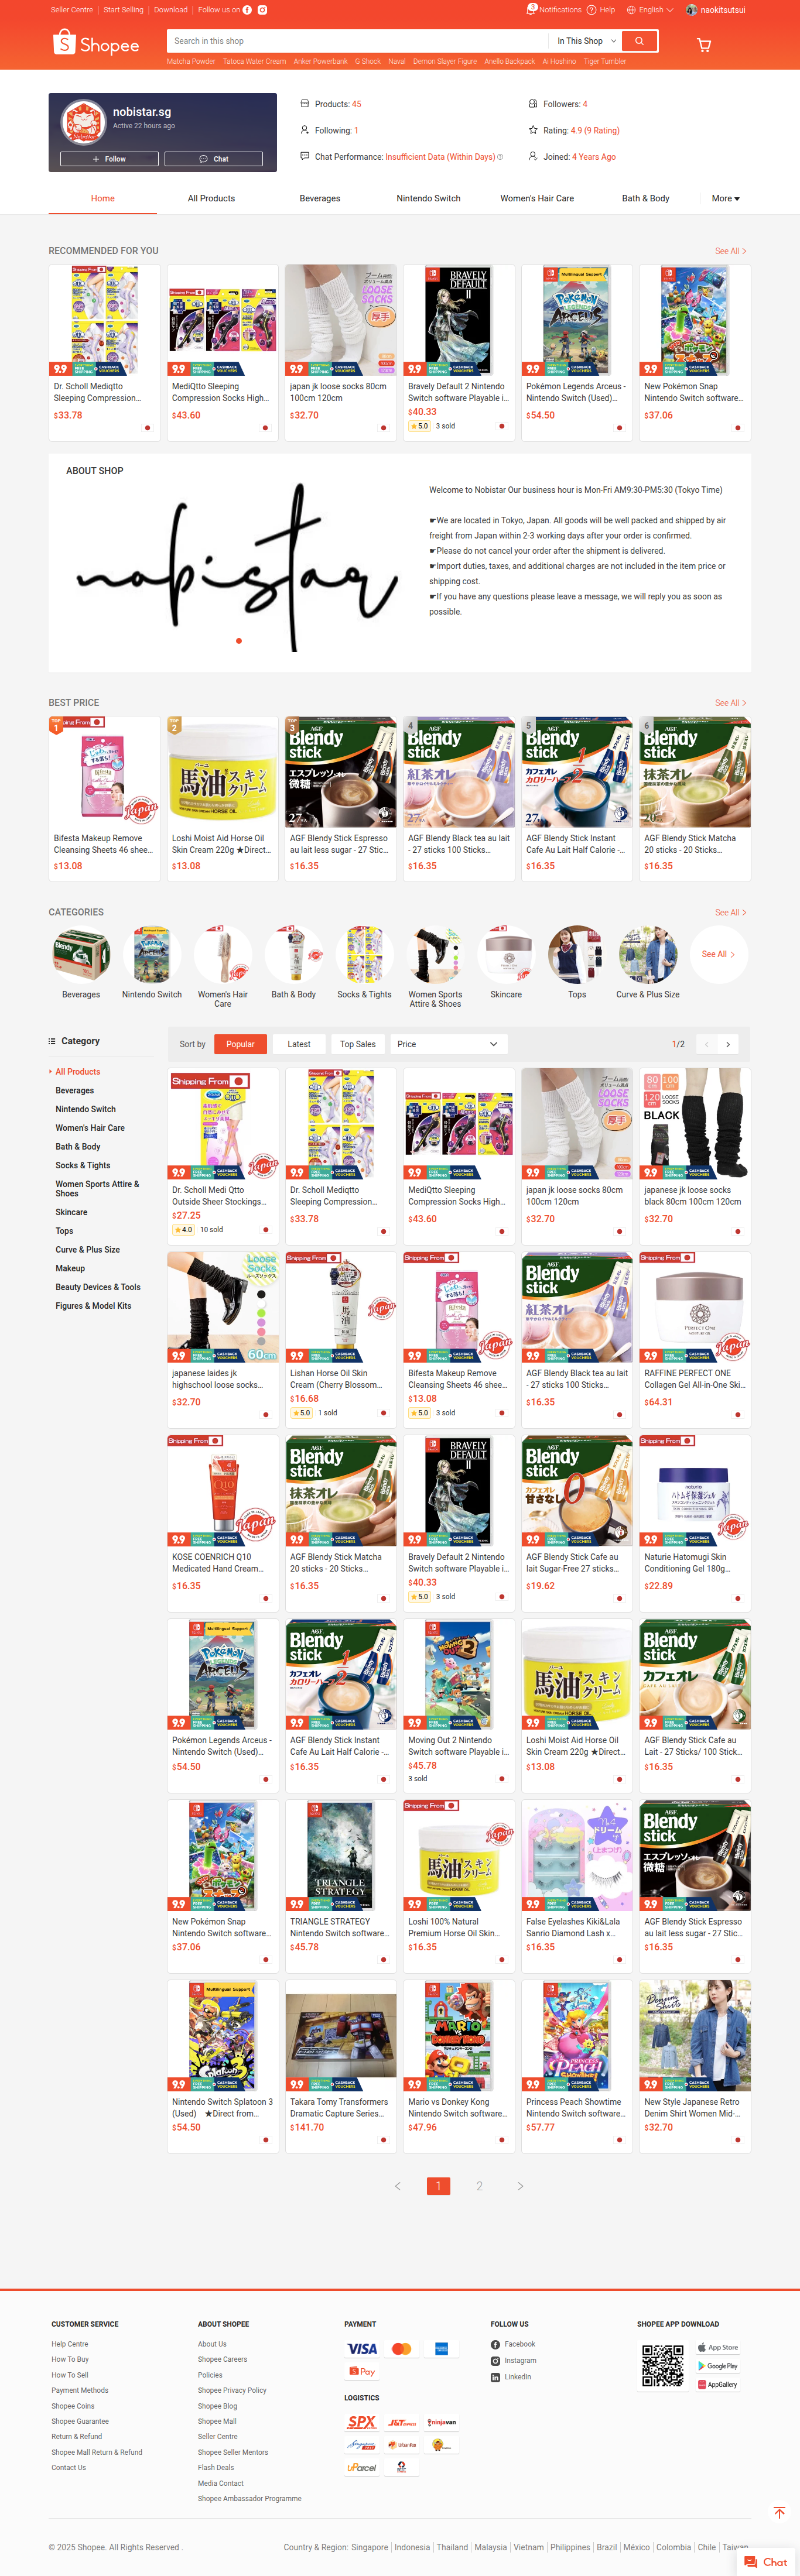 Seller Centre
Start Selling
Download
Follow us on
3
Notifications
Help
English
naokitsutsui
Shopee
Search in this shop
In This Shop
Matcha Powder Tatoca Water Cream Anker Powerbank G Shock Naval Demon Slayer Figure Anello Backpack Ai Hoshino Tiger Tumbler
nobistar.sg
Active 22 hours ago
Follow
Chat
Products: 45
Followers: 4
Following: 1
Rating: 4.9 (9 Rating)
Chat Performance: Insufficient Data (Within Days)
Joined: 4 Years Ago
Home
All Products
Beverages
Nintendo Switch
Women's Hair Care
Bath & Body
More
RECOMMENDED FOR YOU
See All
Dr. Scholl Mediqtto
Sleeping Compression...
$33.78
MediQtto Sleeping
Compression Socks High...
$43.60
japan jk loose socks 80cm
100cm 120cm
$32.70
Bravely Default 2 Nintendo
Switch software Playable i...
$40.33
5.0 3 sold
Pokémon Legends Arceus -
Nintendo Switch (Used)...
$54.50
New Pokémon Snap
Nintendo Switch software...
$37.06
ABOUT SHOP
nobistar
Welcome to Nobistar Our business hour is Mon-Fri AM9:30-PM5:30 (Tokyo Time)
☛We are located in Tokyo, Japan. All goods will be well packed and shipped by air
freight from Japan within 2-3 working days after your order is confirmed.
☛Please do not cancel your order after the shipment is delivered.
☛Import duties, taxes, and additional charges are not included in the item price or
shipping cost.
☛If you have any questions please leave a message, we will reply you as soon as
possible.
BEST PRICE
See All
Bifesta Makeup Remove
Cleansing Sheets 46 shee...
$13.08
Loshi Moist Aid Horse Oil
Skin Cream 220g ★Direct...
$13.08
AGF Blendy Stick Espresso
au lait less sugar - 27 Stic...
$16.35
AGF Blendy Black tea au lait
- 27 sticks 100 Sticks...
$16.35
AGF Blendy Stick Instant
Cafe Au Lait Half Calorie -...
$16.35
AGF Blendy Stick Matcha
20 sticks - 20 Sticks...
$16.35
CATEGORIES
See All
Beverages
Nintendo Switch
Women's Hair
Care
Bath & Body
Socks & Tights
Women Sports
Attire & Shoes
Skincare
Tops
Curve & Plus Size
See All
Category
All Products
Beverages
Nintendo Switch
Women's Hair Care
Bath & Body
Socks & Tights
Women Sports Attire &
Shoes
Skincare
Tops
Curve & Plus Size
Makeup
Beauty Devices & Tools
Figures & Model Kits
Sort by
Popular
Latest
Top Sales
Price
1/2
Dr. Scholl Medi Qtto
Outside Sheer Stockings...
$27.25
4.0 10 sold
Dr. Scholl Mediqtto
Sleeping Compression...
$33.78
MediQtto Sleeping
Compression Socks High...
$43.60
japan jk loose socks 80cm
100cm 120cm
$32.70
japanese jk loose socks
black 80cm 100cm 120cm
$32.70
japanese laides jk
highschool loose socks...
$32.70
Lishan Horse Oil Skin
Cream (Cherry Blossom...
$16.68
5.0 1 sold
Bifesta Makeup Remove
Cleansing Sheets 46 shee...
$13.08
5.0 3 sold
AGF Blendy Black tea au lait
- 27 sticks 100 Sticks...
$16.35
RAFFINE PERFECT ONE
Collagen Gel All-in-One Ski...
$64.31
KOSE COENRICH Q10
Medicated Hand Cream...
$16.35
AGF Blendy Stick Matcha
20 sticks - 20 Sticks...
$16.35
Bravely Default 2 Nintendo
Switch software Playable i...
$40.33
5.0 3 sold
AGF Blendy Stick Cafe au
lait Sugar-Free 27 sticks...
$19.62
Naturie Hatomugi Skin
Conditioning Gel 180g...
$22.89
Pokémon Legends Arceus -
Nintendo Switch (Used)...
$54.50
AGF Blendy Stick Instant
Cafe Au Lait Half Calorie -...
$16.35
Moving Out 2 Nintendo
Switch software Playable i...
$45.78
3 sold
Loshi Moist Aid Horse Oil
Skin Cream 220g ★Direct...
$13.08
AGF Blendy Stick Cafe au
Lait - 27 Sticks/ 100 Stick...
$16.35
New Pokémon Snap
Nintendo Switch software...
$37.06
TRIANGLE STRATEGY
Nintendo Switch software...
$45.78
Loshi 100% Natural
Premium Horse Oil Skin...
$16.35
False Eyelashes Kiki&Lala
Sanrio Diamond Lash x...
$16.35
AGF Blendy Stick Espresso
au lait less sugar - 27 Stic...
$16.35
Nintendo Switch Splatoon 3
(Used) ★Direct from...
$54.50
Takara Tomy Transformers
Dramatic Capture Series...
$141.70
Mario vs Donkey Kong
Nintendo Switch software...
$47.96
Princess Peach Showtime
Nintendo Switch software...
$57.77
New Style Japanese Retro
Denim Shirt Women Mid-...
$32.70
1 2
CUSTOMER SERVICE
Help Centre
How To Buy
How To Sell
Payment Methods
Shopee Coins
Shopee Guarantee
Return & Refund
Shopee Mall Return & Refund
Contact Us
ABOUT SHOPEE
About Us
Shopee Careers
Policies
Shopee Privacy Policy
Shopee Blog
Shopee Mall
Seller Centre
Shopee Seller Mentors
Flash Deals
Media Contact
Shopee Ambassador Programme
PAYMENT
VISA
Pay
LOGISTICS
SPX
J&T EXPRESS
ninjavan
uParcel
FOLLOW US
Facebook
Instagram
LinkedIn
SHOPEE APP DOWNLOAD
App Store
Google Play
AppGallery
© 2025 Shopee. All Rights Reserved .
Country & Region: Singapore Indonesia Thailand Malaysia Vietnam Philippines Brazil México Colombia Chile Taiwan
Chat